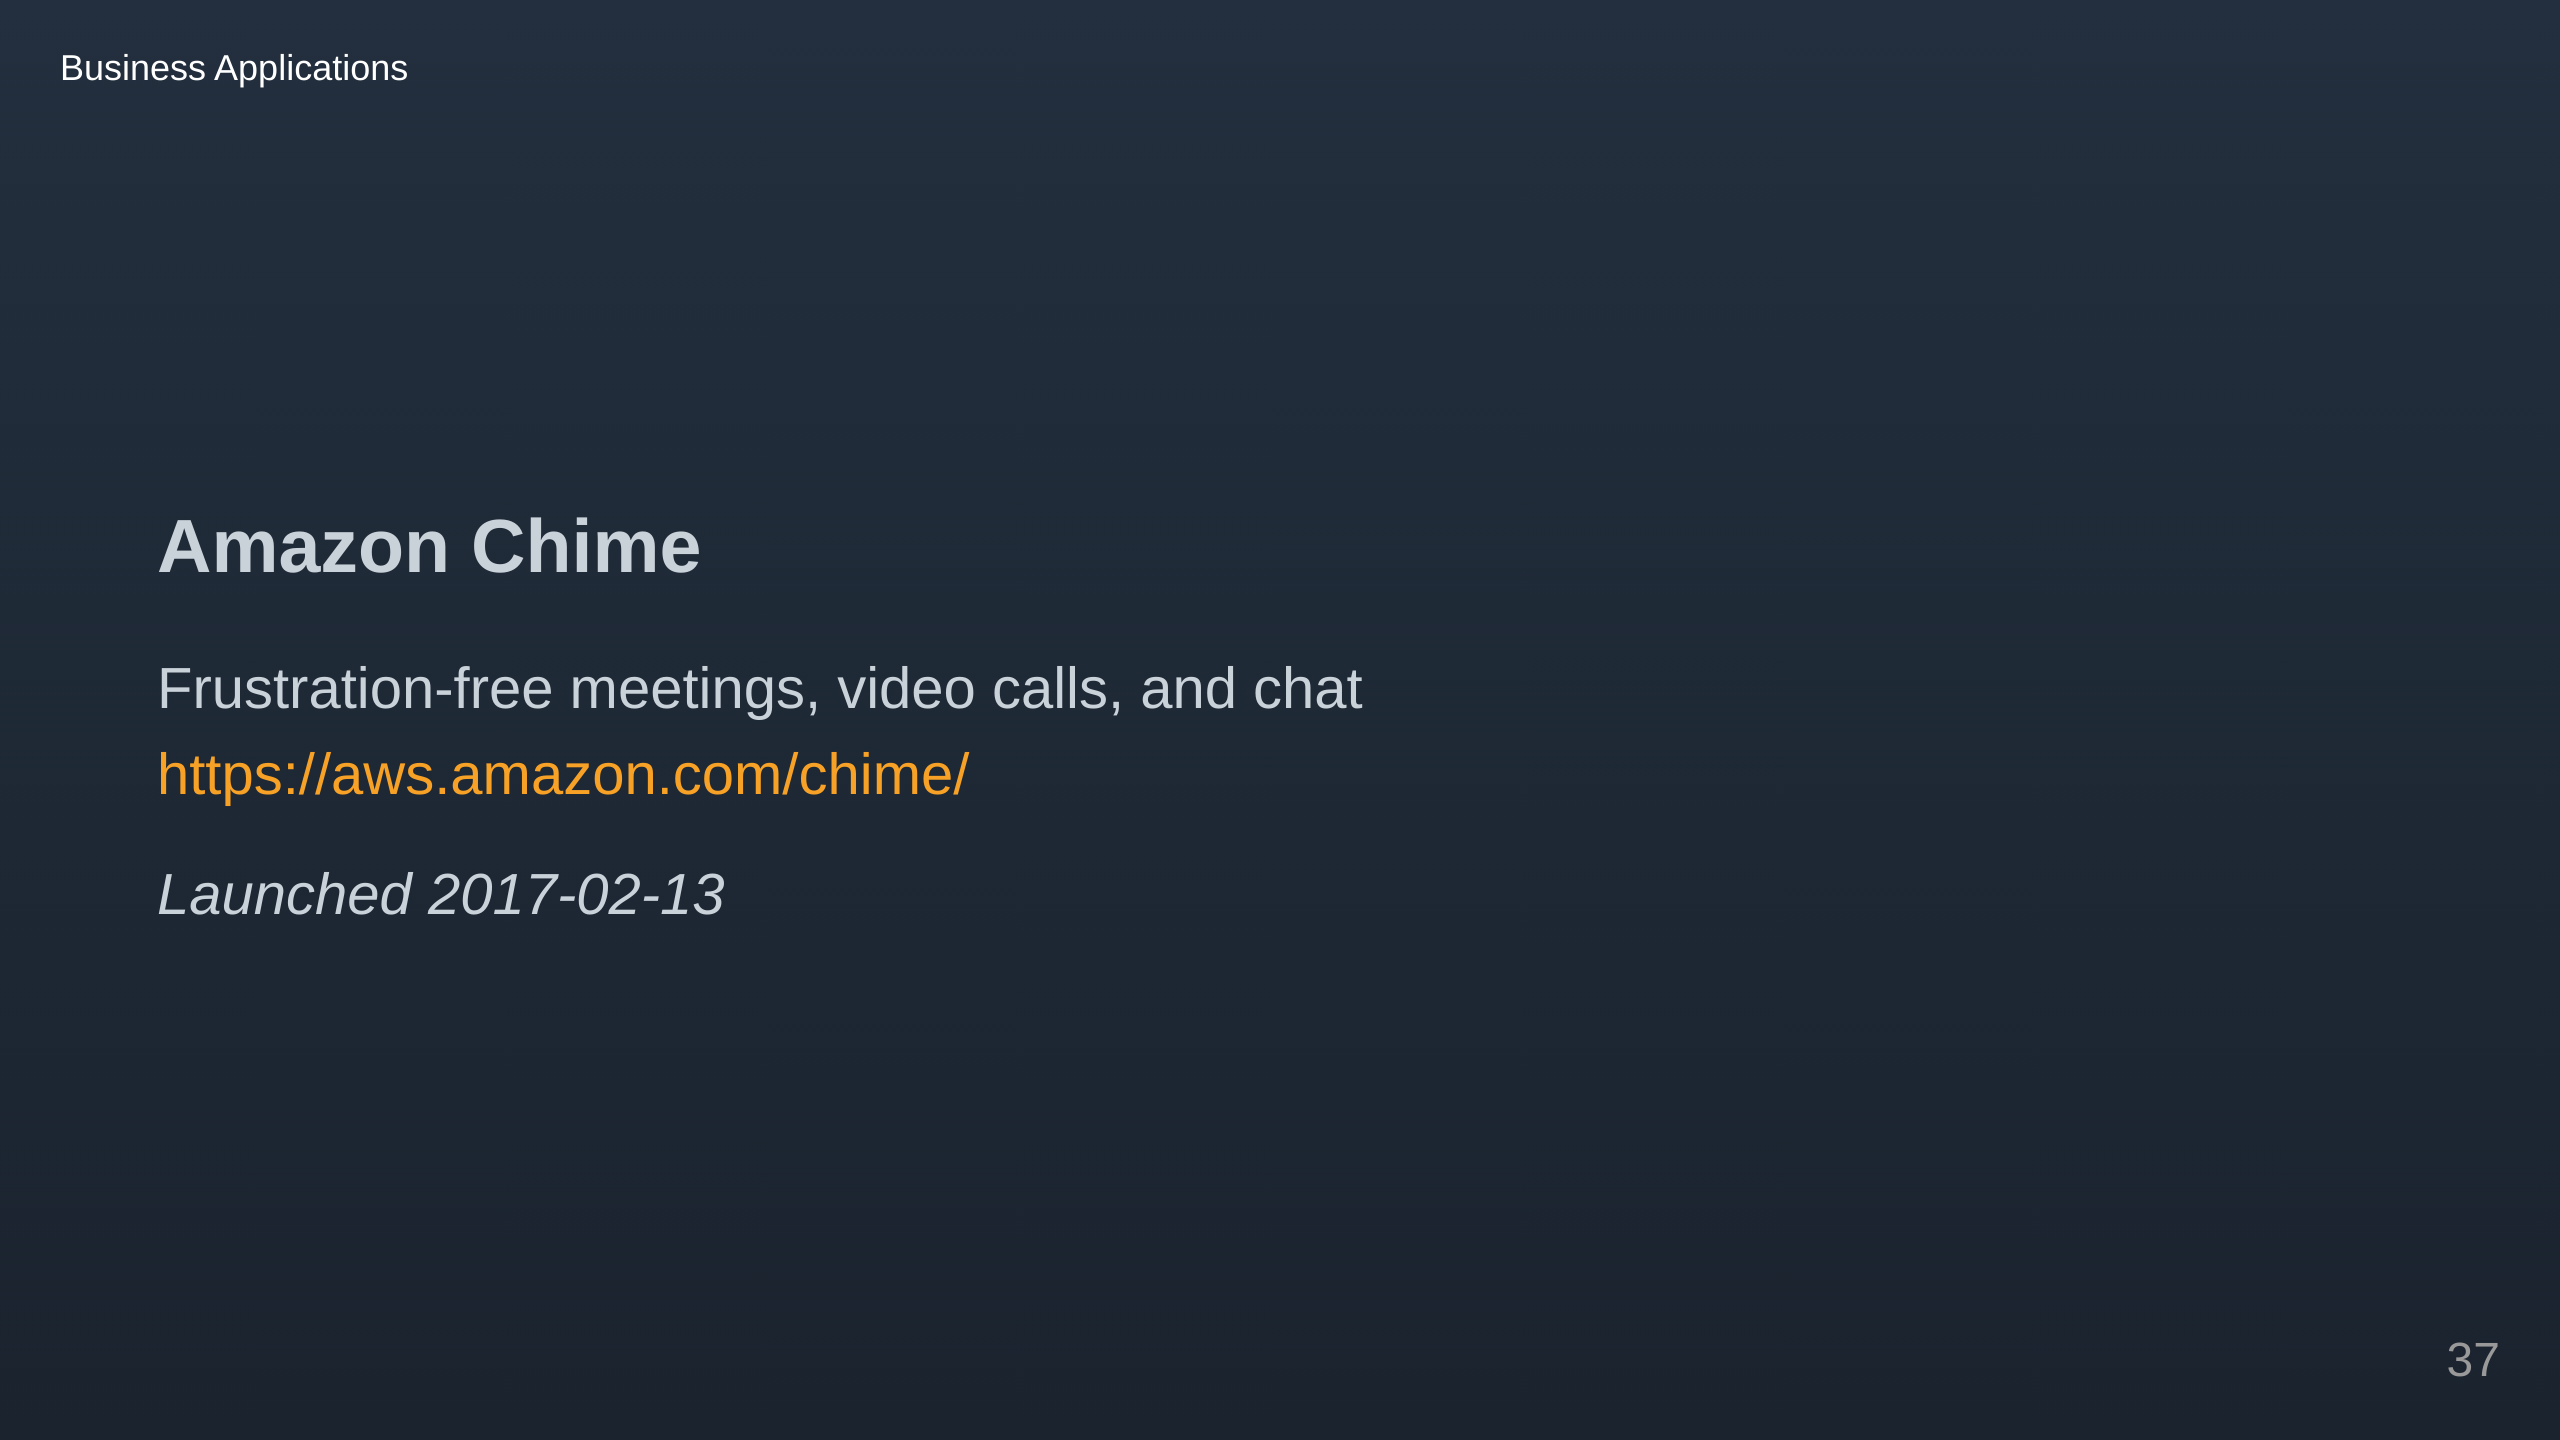 Business Applications
Amazon Chime
Frustration-free meetings, video calls, and chat
https://aws.amazon.com/chime/
Launched 2017-02-13
37